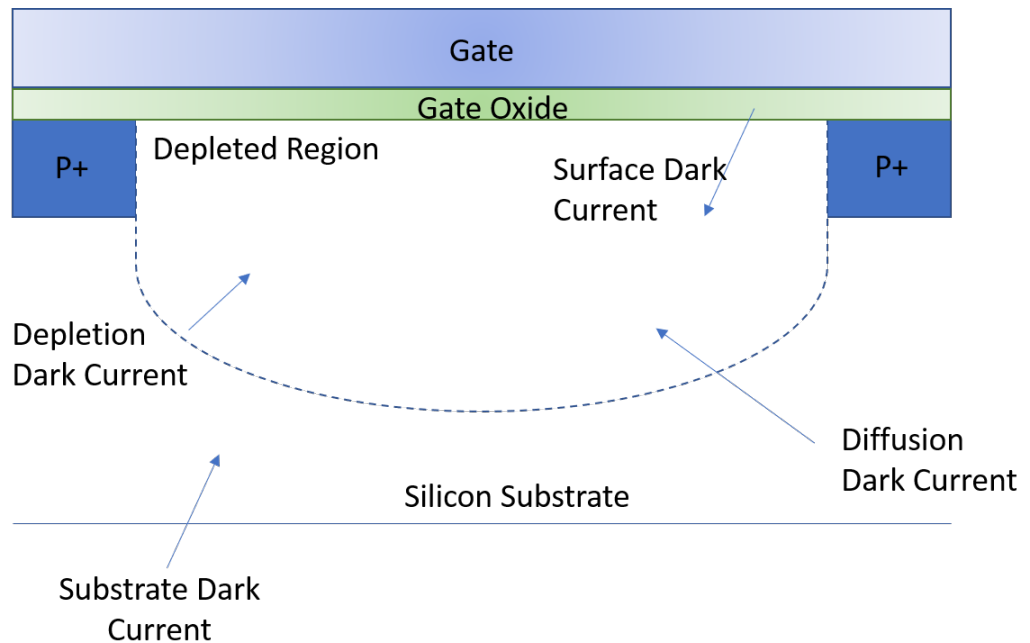 Gate
Gate Oxide
P+
Depleted Region
Surface Dark
Current
P+
Depletion
Dark Current
Diffusion
Dark Current
Silicon Substrate
Substrate Dark
Current